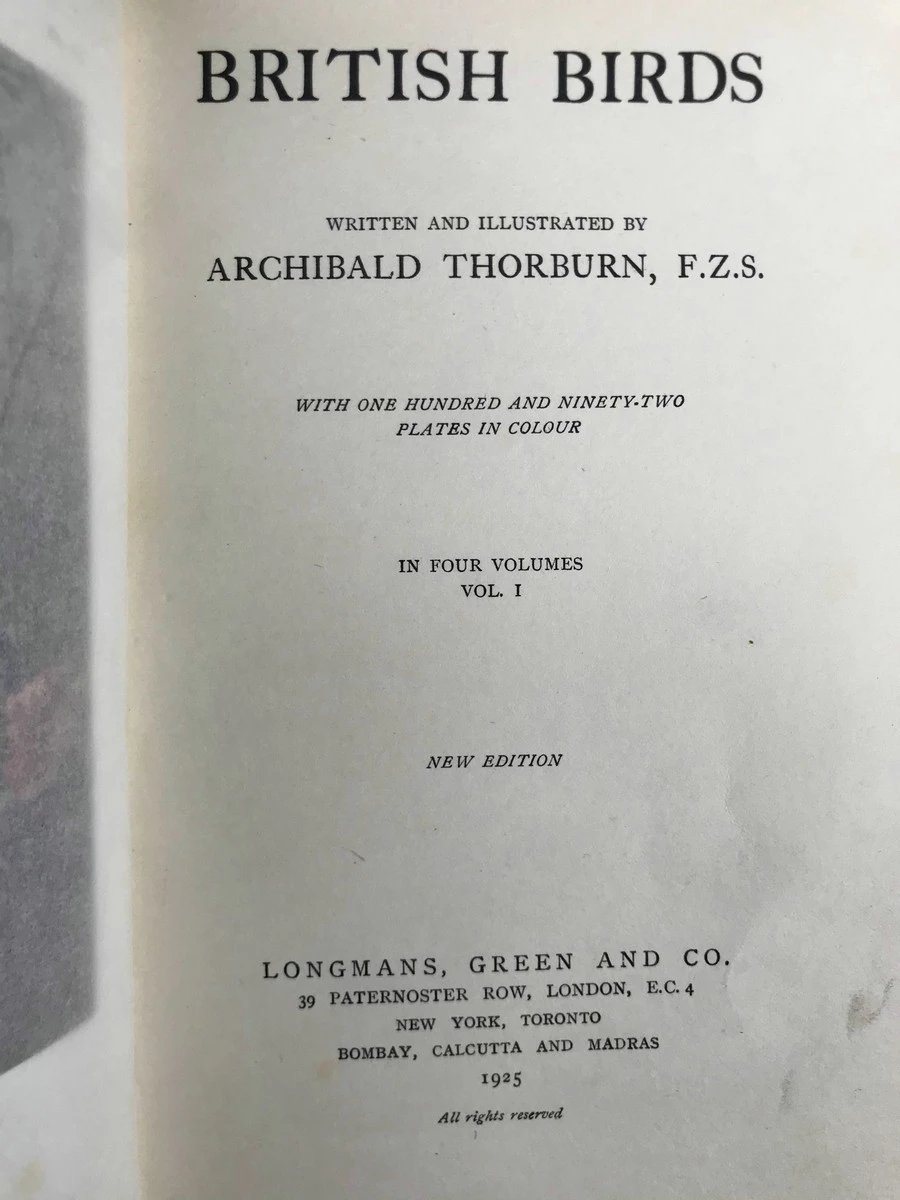 BRITISH BIRDS
WRITTEN AND ILLUSTRATED BY
ARCHIBALD THORBURN, F.Z.S.
WITH ONE HUNDRED AND NINETY-TWO
PLATES IN COLOUR
IN FOUR VOLUMES
VOL. I
NEW EDITION
LONGMANS, GREEN AND CO.
39 PATERNOSTER ROW, LONDON, E.C. 4
NEW YORK, TORONTO
BOMBAY, CALCUTTA AND MADRAS
1925
All rights reserved